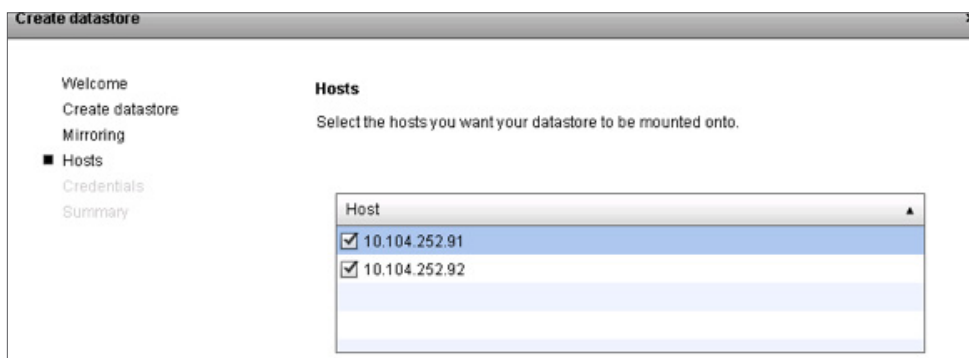 Create datastore
Welcome
Create datastore
Mirroring
Hosts
Credentials
Summary
Hosts
Select the hosts you want your datastore to be mounted onto.
Host
10.104.252.91
10.104.252.92